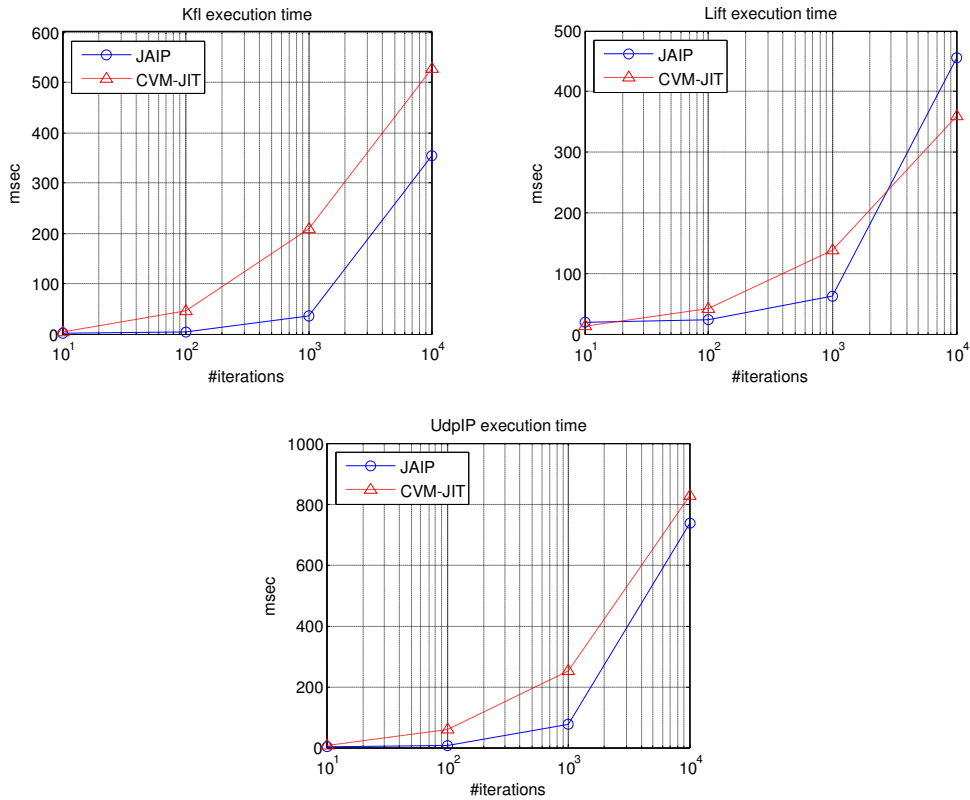 Kfl execution time
600
500
400
300
200
100
0
msec
JAIP
CVM-JIT
10^1
10^2
10^3
10^4
#iterations
Lift execution time
500
400
300
200
100
0
msec
JAIP
CVM-JIT
10^1
10^2
10^3
10^4
#iterations
UdpIP execution time
1000
800
600
400
200
0
msec
JAIP
CVM-JIT
10^1
10^2
10^3
10^4
#iterations